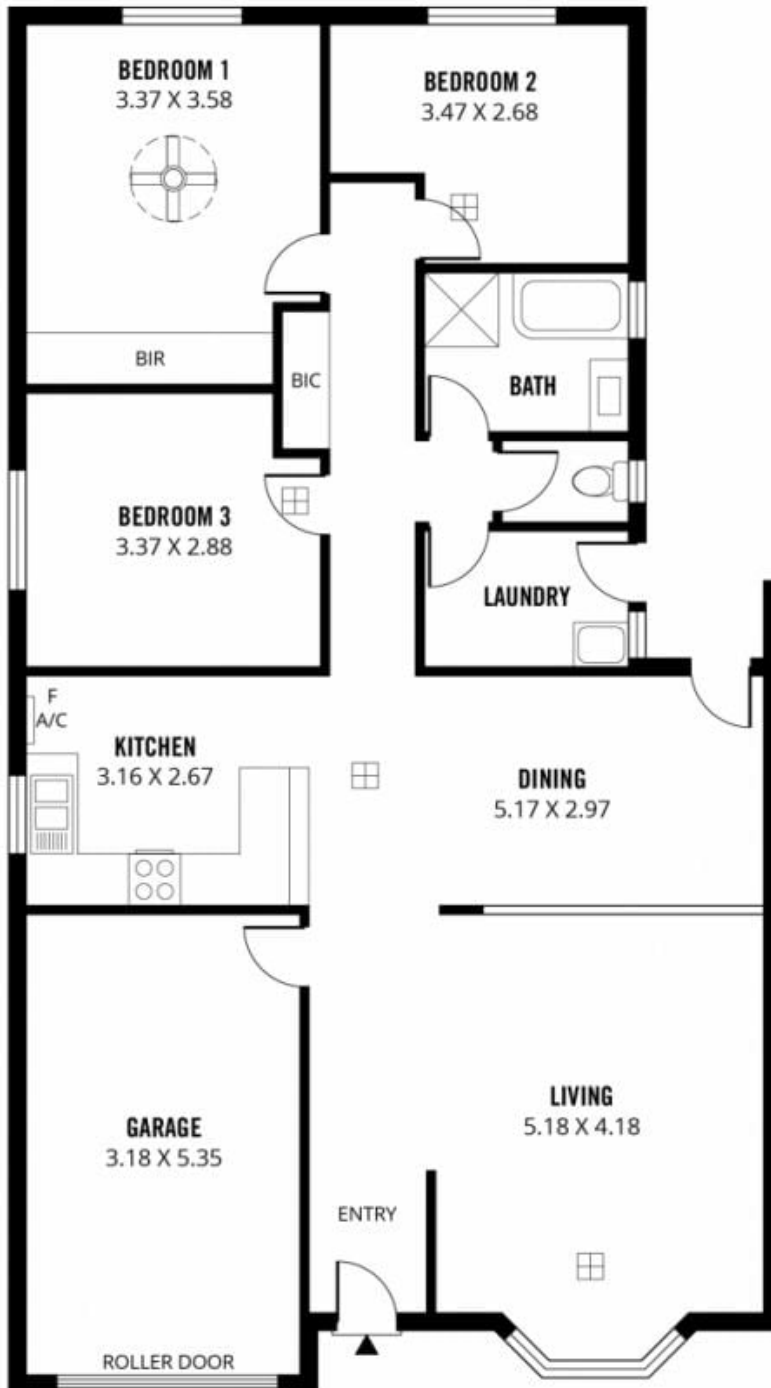 BEDROOM 1
3.37 X 3.58
BEDROOM 2
3.47 X 2.68
BIR
BIC
BATH
BEDROOM 3
3.37 X 2.88
LAUNDRY
F
A/C
KITCHEN
3.16 X 2.67
DINING
5.17 X 2.97
LIVING
5.18 X 4.18
GARAGE
3.18 X 5.35
ENTRY
ROLLER DOOR